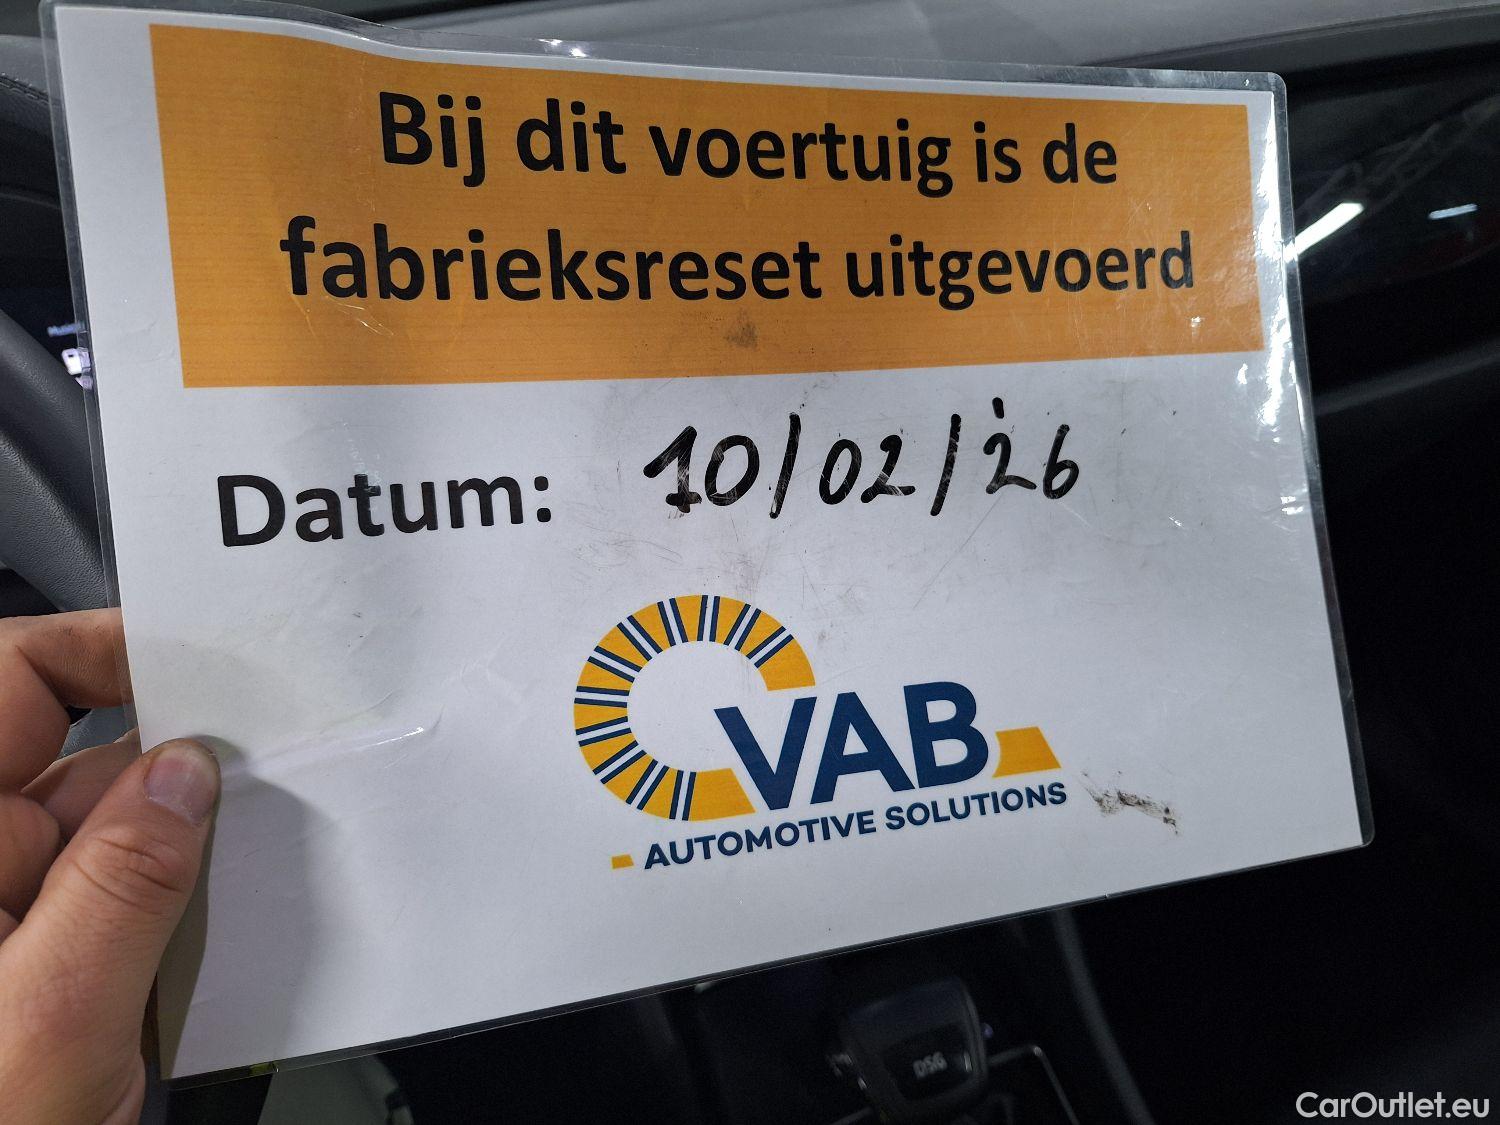 Bij dit voertuig is de
fabrieksreset uitgevoerd
Datum: 10/02/'26
VAB
AUTOMOTIVE SOLUTIONS
DSG
CarOutlet.eu